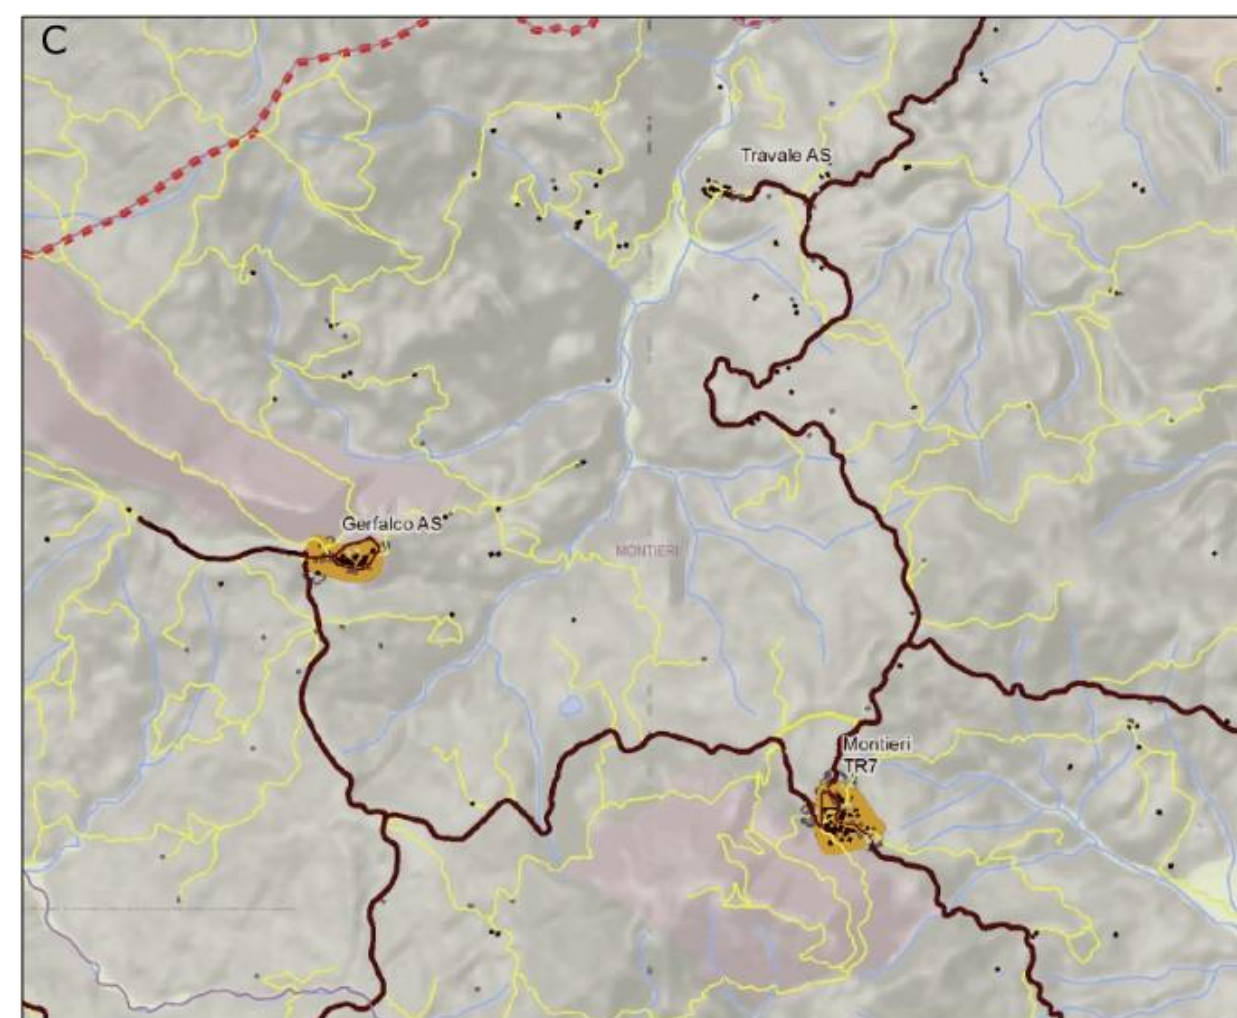 C
Travale AS
Gerfalco AS
MONTIERI
Montieri
TR7